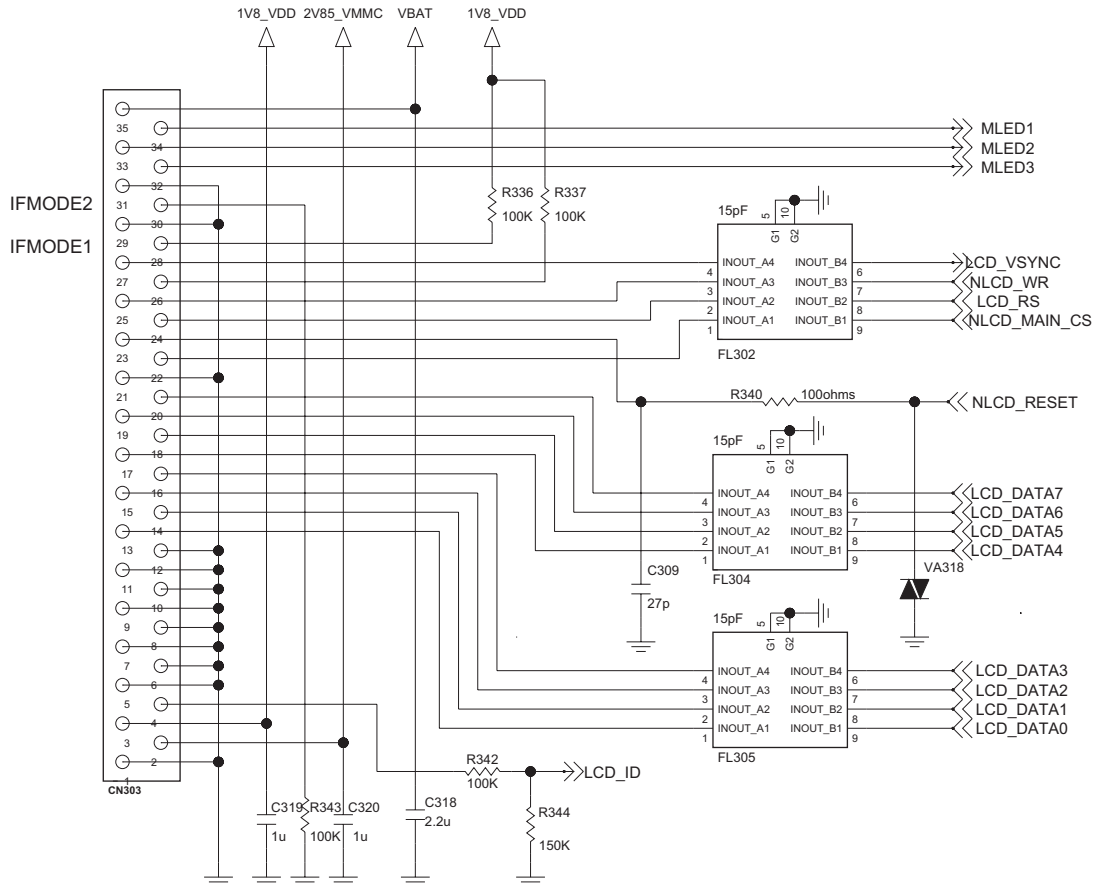 1V8_VDD 2V85_VMMC VBAT 1V8_VDD
35
34
33
32
31
30
29
28
27
26
25
24
23
22
21
20
19
18
17
16
15
14
13
12
11
10
9
8
7
6
5
4
3
2
1
CN303
IFMODE2
IFMODE1
MLED1
MLED2
MLED3
R336
100K
R337
100K
15pF
5 10
G1 G2
INOUT_A4 INOUT_B4
4 6
INOUT_A3 INOUT_B3
3 7
INOUT_A2 INOUT_B2
2 8
INOUT_A1 INOUT_B1
1 9
FL302
LCD_VSYNC
NLCD_WR
LCD_RS
NLCD_MAIN_CS
R340 100ohms
NLCD_RESET
15pF
5 10
G1 G2
INOUT_A4 INOUT_B4
4 6
INOUT_A3 INOUT_B3
3 7
INOUT_A2 INOUT_B2
2 8
INOUT_A1 INOUT_B1
1 9
FL304
LCD_DATA7
LCD_DATA6
LCD_DATA5
LCD_DATA4
C309
27p
VA318
15pF
5 10
G1 G2
INOUT_A4 INOUT_B4
4 6
INOUT_A3 INOUT_B3
3 7
INOUT_A2 INOUT_B2
2 8
INOUT_A1 INOUT_B1
1 9
FL305
LCD_DATA3
LCD_DATA2
LCD_DATA1
LCD_DATA0
R342
100K
LCD_ID
R344
150K
C319
1u
R343
100K
C320
1u
C318
2.2u